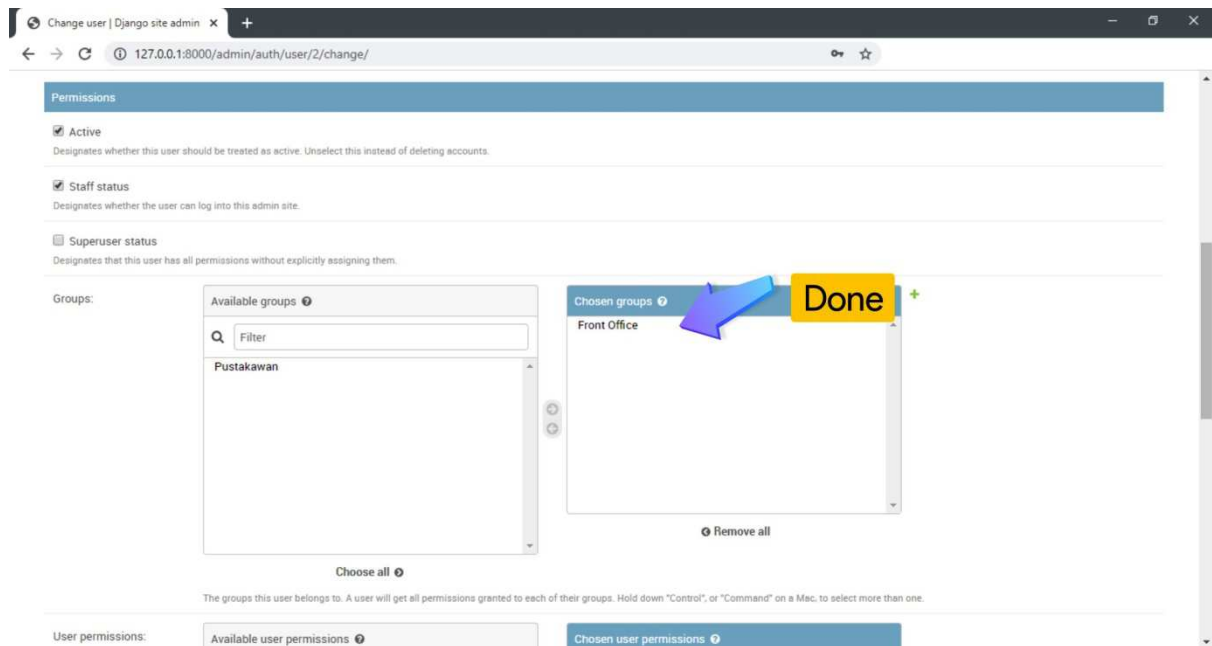 Change user | Django site admin
127.0.0.1:8000/admin/auth/user/2/change/
Permissions
Active
Designates whether this user should be treated as active. Unselect this instead of deleting accounts.
Staff status
Designates whether the user can log into this admin site.
Superuser status
Designates that this user has all permissions without explicitly assigning them.
Groups:
Available groups ?
Filter
Pustakawan
Choose all
Chosen groups ?
Done
Front Office
Remove all
The groups this user belongs to. A user will get all permissions granted to each of their groups. Hold down "Control", or "Command" on a Mac, to select more than one.
User permissions:
Available user permissions ?
Chosen user permissions ?